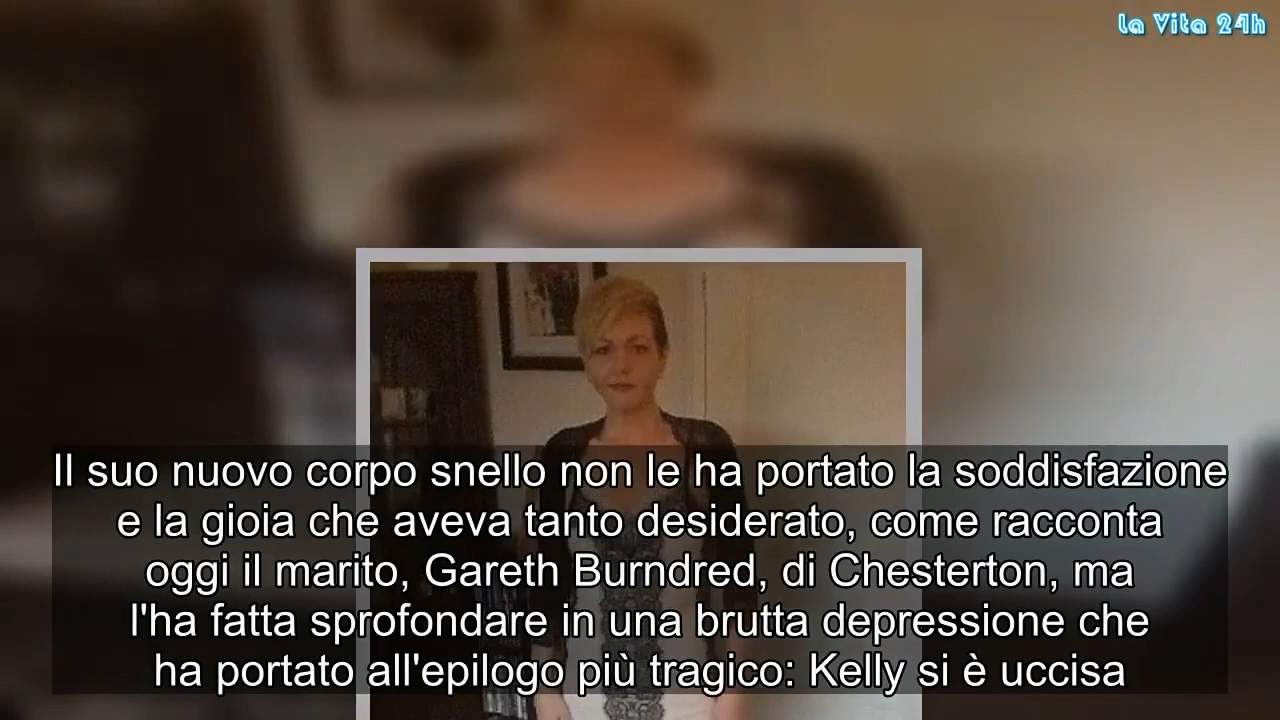 La Vita 24h
Il suo nuovo corpo snello non le ha portato la soddisfazione
e la gioia che aveva tanto desiderato, come racconta
oggi il marito, Gareth Burndred, di Chesterton, ma
l'ha fatta sprofondare in una brutta depressione che
ha portato all'epilogo più tragico: Kelly si è uccisa